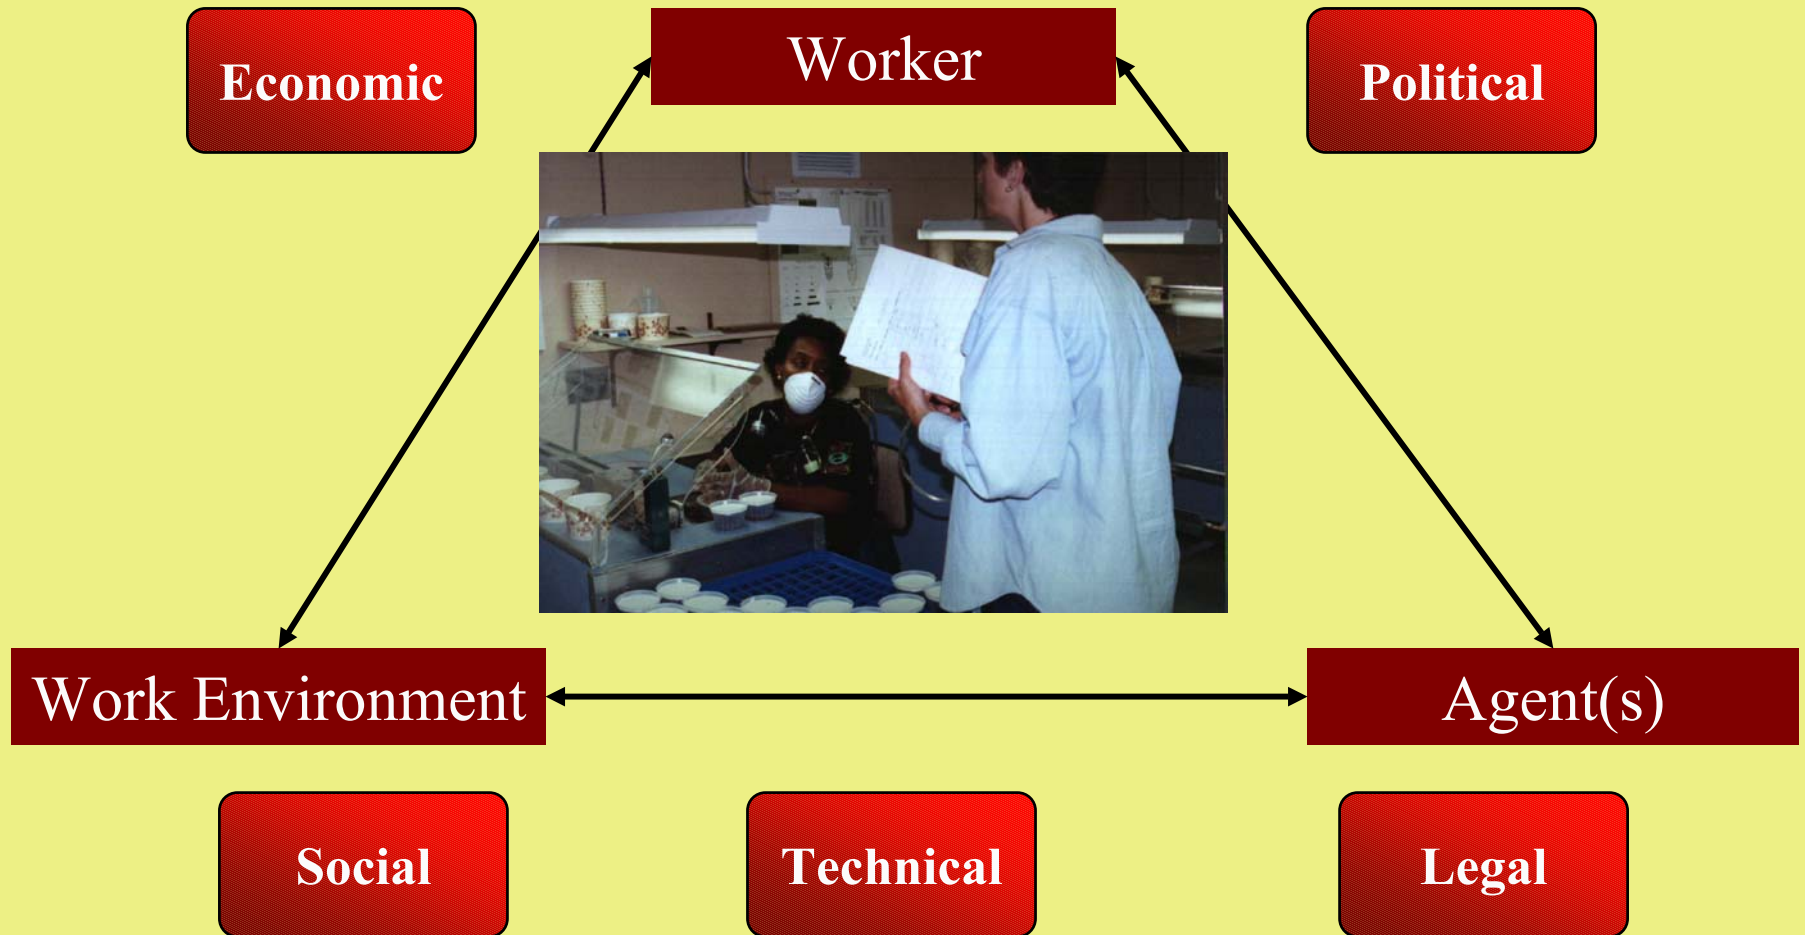 Economic
Worker
Political
Work Environment
Agent(s)
Social
Technical
Legal